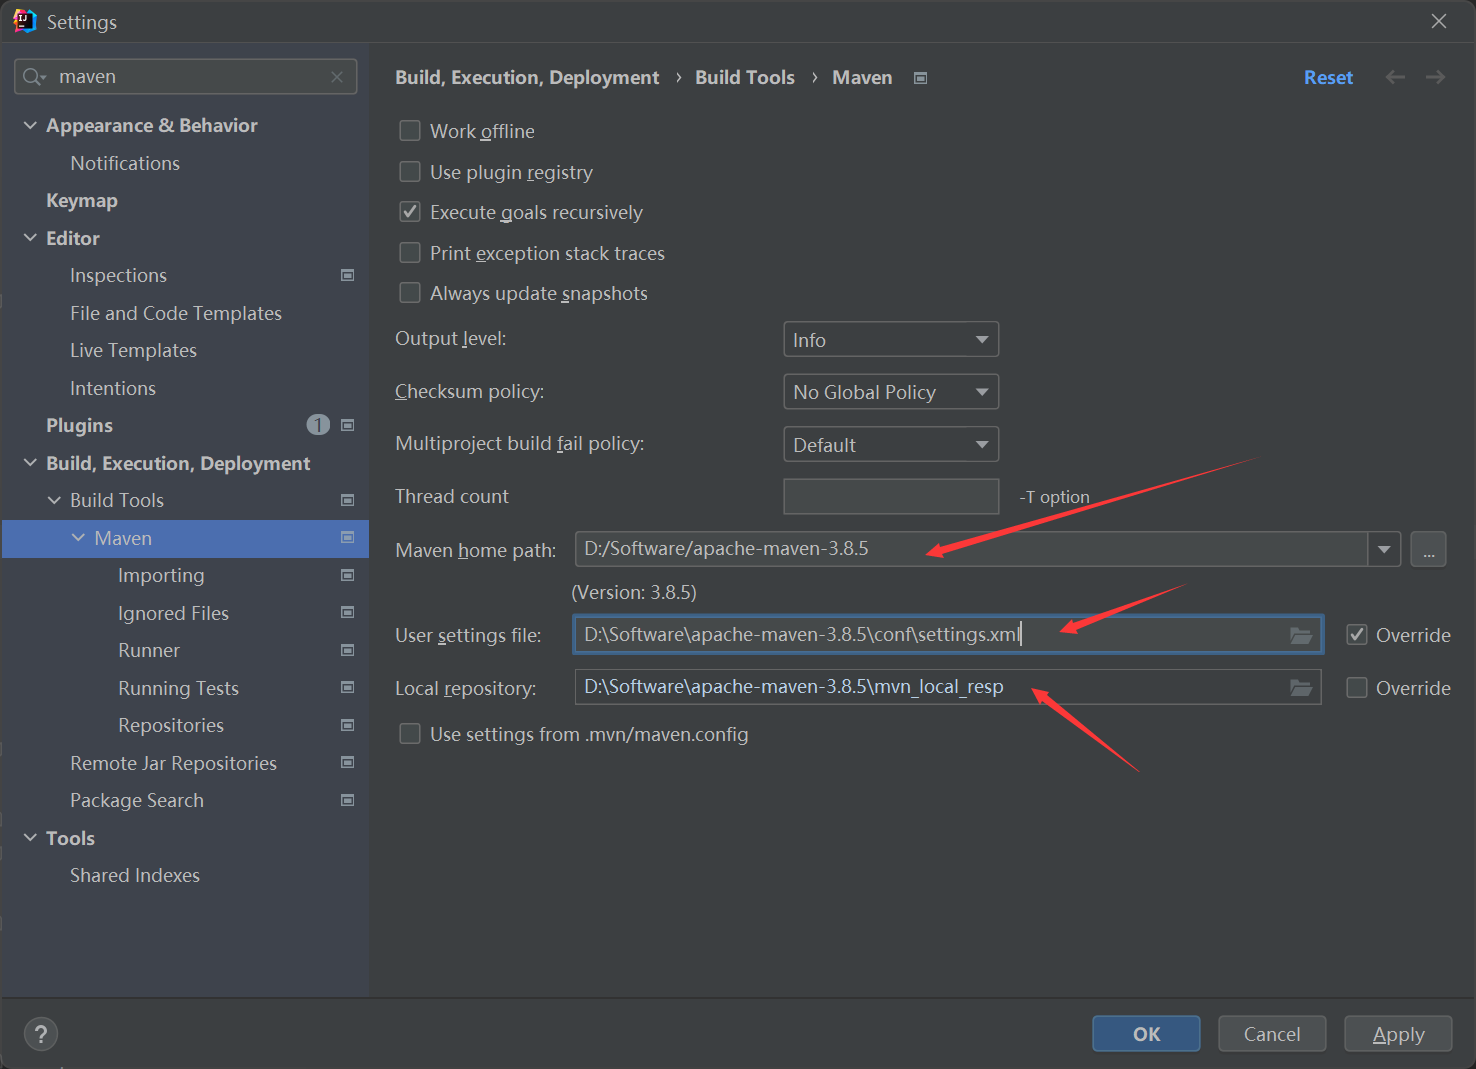 Settings
maven
Appearance & Behavior
Notifications
Keymap
Editor
Inspections
File and Code Templates
Live Templates
Intentions
Plugins 1
Build, Execution, Deployment
Build Tools
Maven
Importing
Ignored Files
Runner
Running Tests
Repositories
Remote Jar Repositories
Package Search
Tools
Shared Indexes
Build, Execution, Deployment › Build Tools › Maven Reset
Work offline
Use plugin registry
Execute goals recursively
Print exception stack traces
Always update snapshots
Output level: Info
Checksum policy: No Global Policy
Multiproject build fail policy: Default
Thread count -T option
Maven home path: D:/Software/apache-maven-3.8.5 ...
(Version: 3.8.5)
User settings file: D:\Software\apache-maven-3.8.5\conf\settings.xml Override
Local repository: D:\Software\apache-maven-3.8.5\mvn_local_resp Override
Use settings from .mvn/maven.config
? OK Cancel Apply